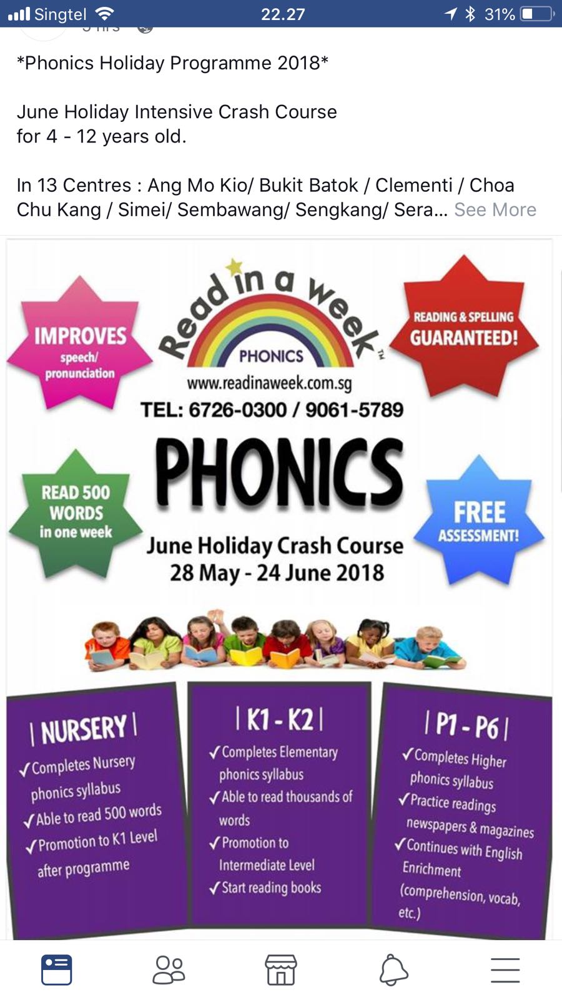 Singtel 22.27 31%
*Phonics Holiday Programme 2018*
June Holiday Intensive Crash Course
for 4 - 12 years old.
In 13 Centres : Ang Mo Kio/ Bukit Batok / Clementi / Choa
Chu Kang / Simei/ Sembawang/ Sengkang/ Sera... See More
Read in a week™
PHONICS
www.readinaweek.com.sg
TEL: 6726-0300 / 9061-5789
IMPROVES
speech/
pronunciation
READING & SPELLING
GUARANTEED!
PHONICS
READ 500
WORDS
in one week
FREE
ASSESSMENT!
June Holiday Crash Course
28 May - 24 June 2018
| NURSERY |
✓Completes Nursery
phonics syllabus
✓Able to read 500 words
✓Promotion to K1 Level
after programme
| K1 - K2 |
✓Completes Elementary
phonics syllabus
✓Able to read thousands of
words
✓Promotion to
Intermediate Level
✓Start reading books
| P1 - P6 |
✓Completes Higher
phonics syllabus
✓Practice readings
newspapers & magazines
✓Continues with English
Enrichment
(comprehension, vocab,
etc.)